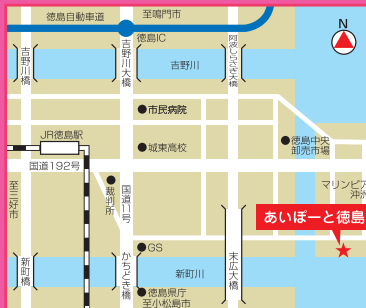 徳島自動車道
至鳴門市
N
徳島IC
吉野川橋
吉野川大橋
阿波しらさぎ大橋
吉野川
市民病院
JR徳島駅
城東高校
徳島中央
卸売市場
国道192号
マリンピア
沖洲
至三好市
裁判所
国道11号
あいぽーと徳島
GS
新町橋
かちどき橋
末広大橋
新町川
徳島県庁
至小松島市